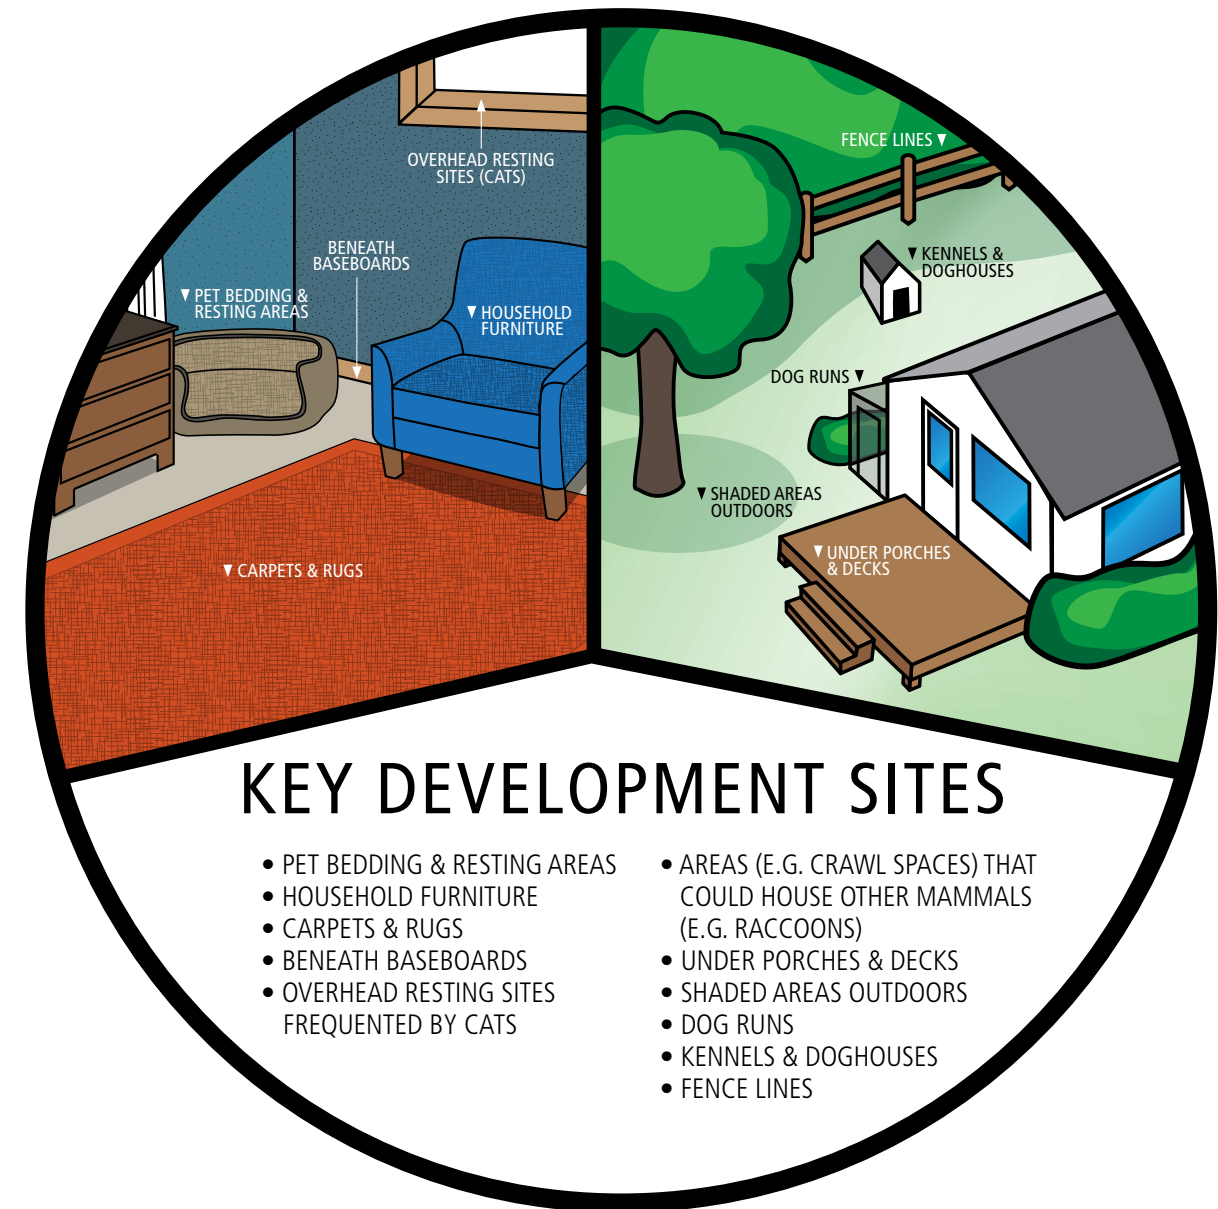 OVERHEAD RESTING
SITES (CATS)
BENEATH
BASEBOARDS
▼ PET BEDDING &
RESTING AREAS
▼ HOUSEHOLD
FURNITURE
▼ CARPETS & RUGS
FENCE LINES ▼
▼ KENNELS &
DOGHOUSES
DOG RUNS ▼
▼ SHADED AREAS
OUTDOORS
▼ UNDER PORCHES
& DECKS
KEY DEVELOPMENT SITES
• PET BEDDING & RESTING AREAS
• HOUSEHOLD FURNITURE
• CARPETS & RUGS
• BENEATH BASEBOARDS
• OVERHEAD RESTING SITES
FREQUENTED BY CATS
• AREAS (E.G. CRAWL SPACES) THAT
COULD HOUSE OTHER MAMMALS
(E.G. RACCOONS)
• UNDER PORCHES & DECKS
• SHADED AREAS OUTDOORS
• DOG RUNS
• KENNELS & DOGHOUSES
• FENCE LINES